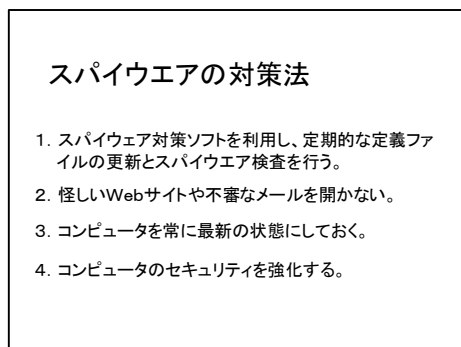 スパイウエアの対策法
1. スパイウェア対策ソフトを利用し、定期的な定義ファ
イルの更新とスパイウエア検査を行う。
2. 怪しいWebサイトや不審なメールを開かない。
3. コンピュータを常に最新の状態にしておく。
4. コンピュータのセキュリティを強化する。